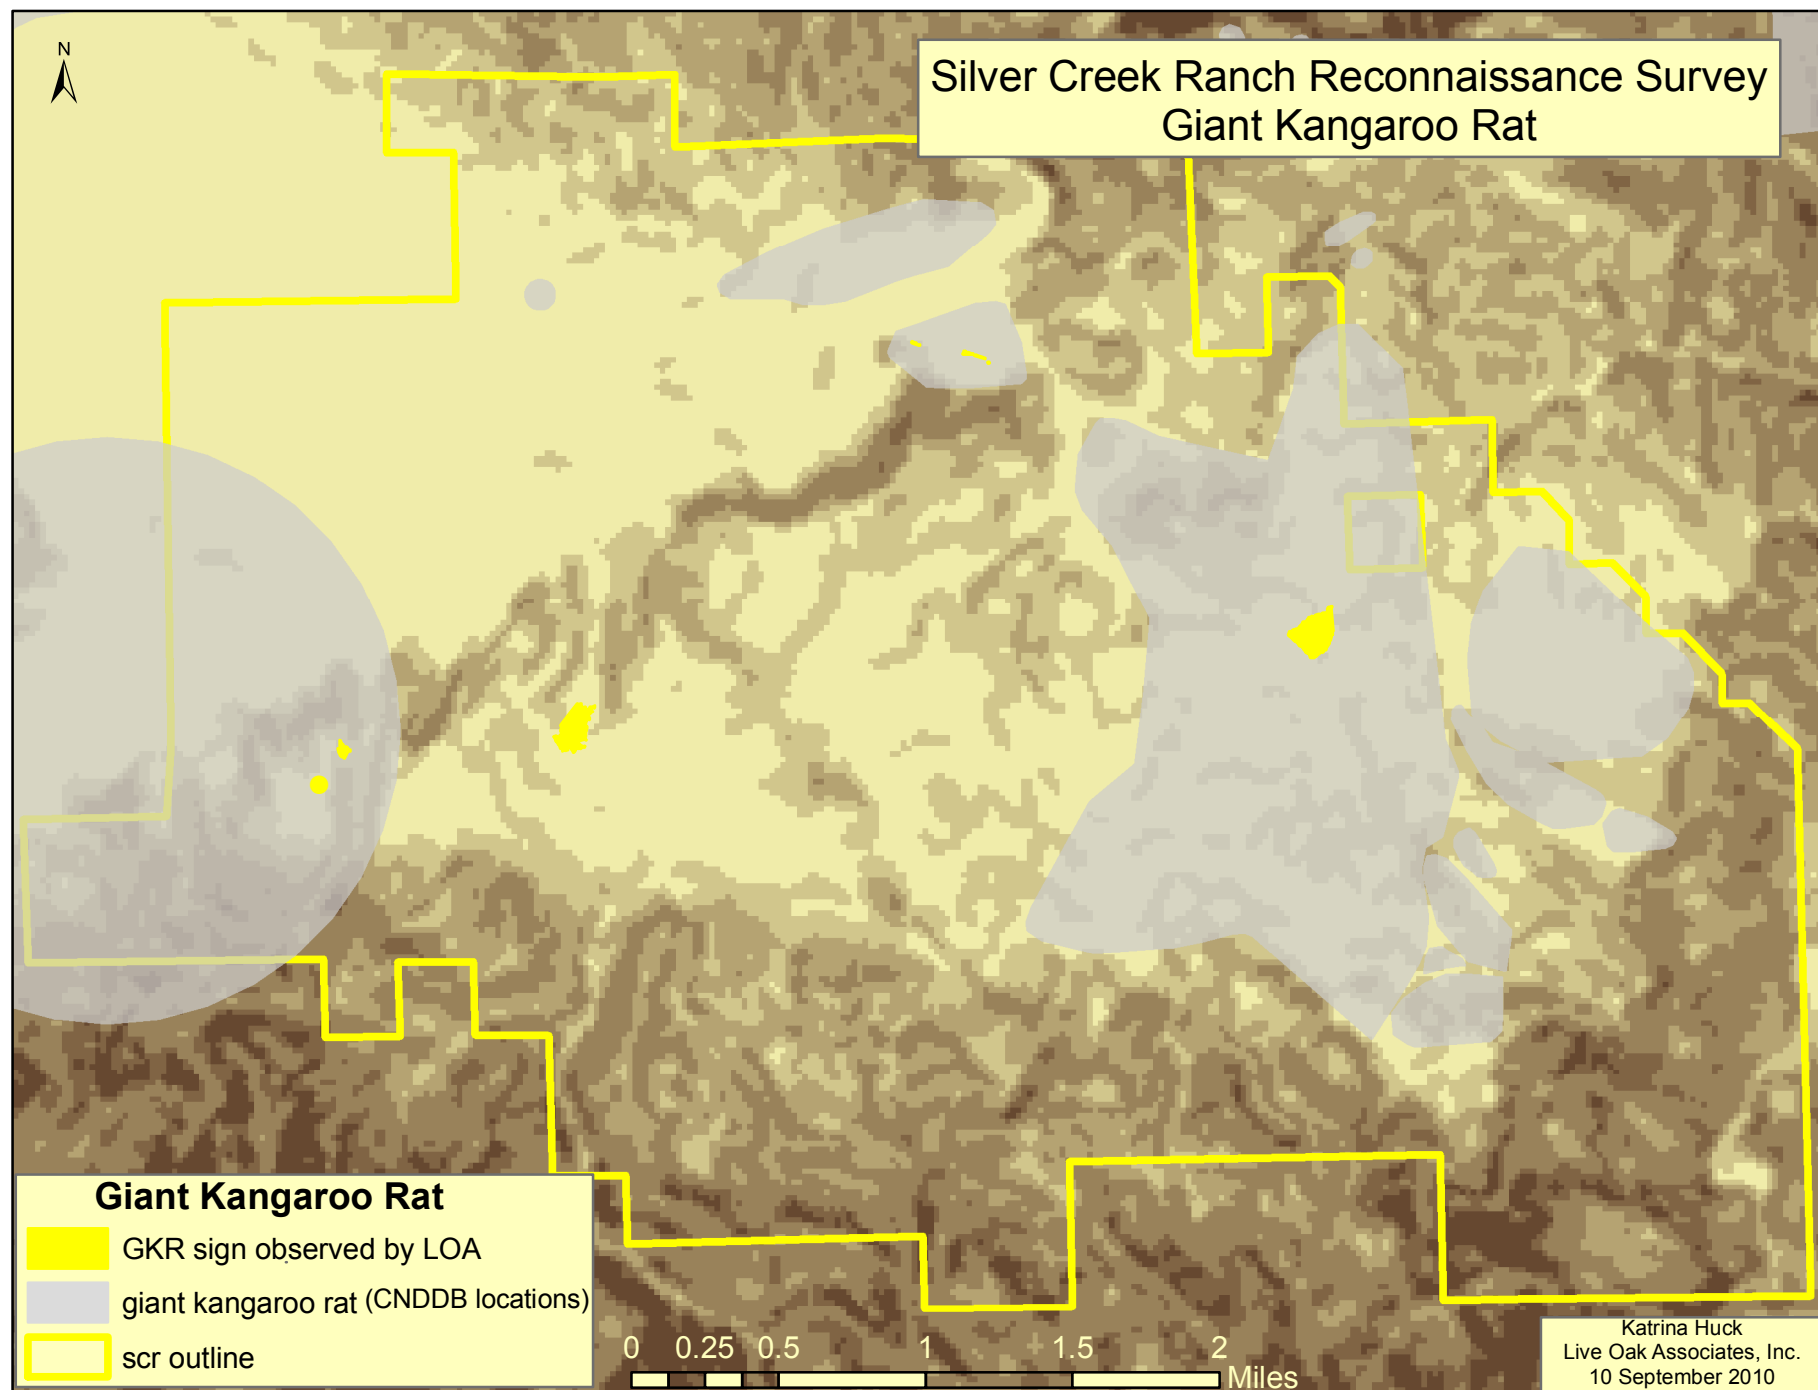 N
Silver Creek Ranch Reconnaissance Survey
Giant Kangaroo Rat
Giant Kangaroo Rat
GKR sign observed by LOA
giant kangaroo rat (CNDDB locations)
scr outline
0 0.25 0.5 1 1.5 2
Miles
Katrina Huck
Live Oak Associates, Inc.
10 September 2010